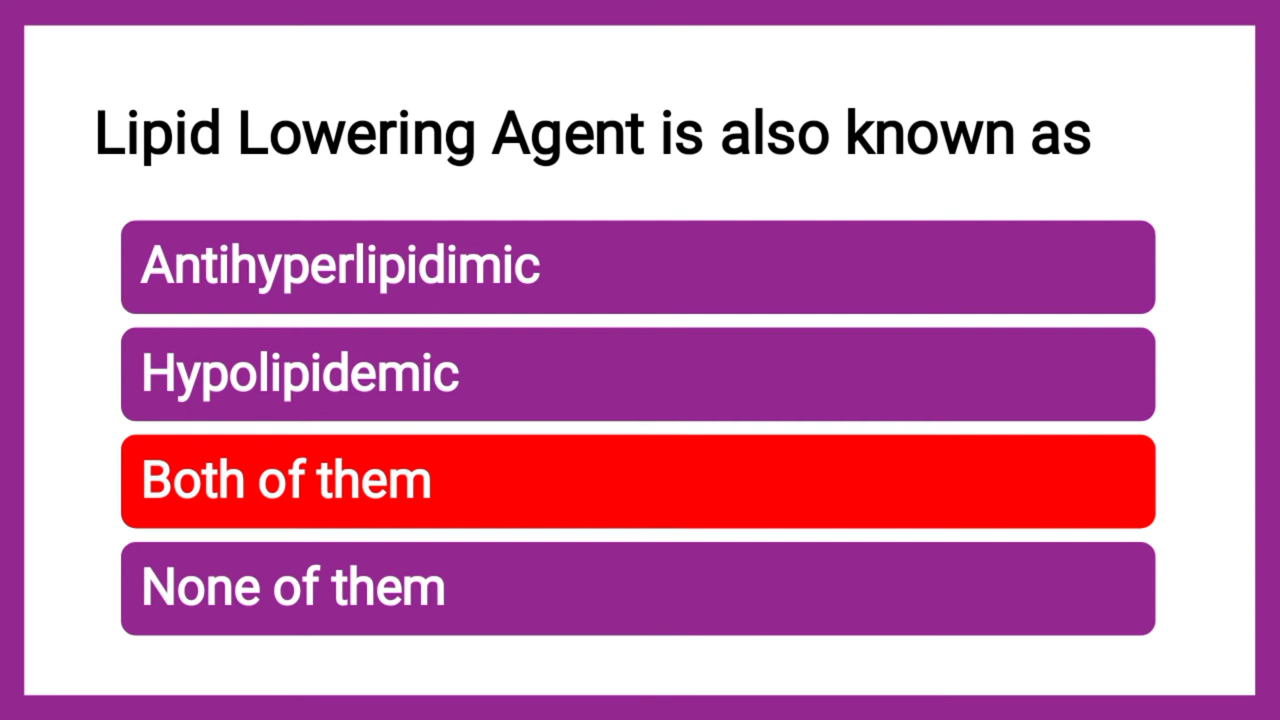 Lipid Lowering Agent is also known as
Antihyperlipidimic
Hypolipidemic
Both of them
None of them